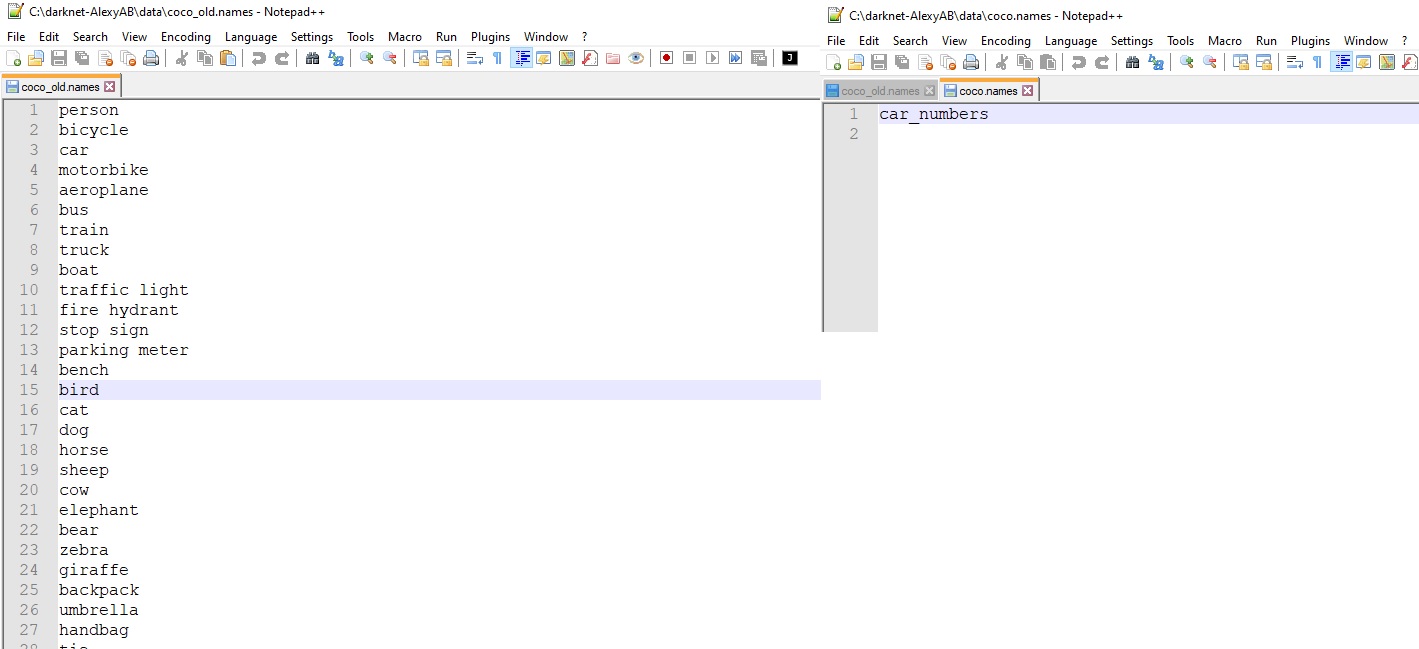 C:\darknet-AlexyAB\data\coco_old.names - Notepad++
File Edit Search View Encoding Language Settings Tools Macro Run Plugins Window ?
coco_old.names
1 person
2 bicycle
3 car
4 motorbike
5 aeroplane
6 bus
7 train
8 truck
9 boat
10 traffic light
11 fire hydrant
12 stop sign
13 parking meter
14 bench
15 bird
16 cat
17 dog
18 horse
19 sheep
20 cow
21 elephant
22 bear
23 zebra
24 giraffe
25 backpack
26 umbrella
27 handbag
C:\darknet-AlexyAB\data\coco.names - Notepad++
File Edit Search View Encoding Language Settings Tools Macro Run Plugins Window ?
coco_old.names coco.names
1 car_numbers
2